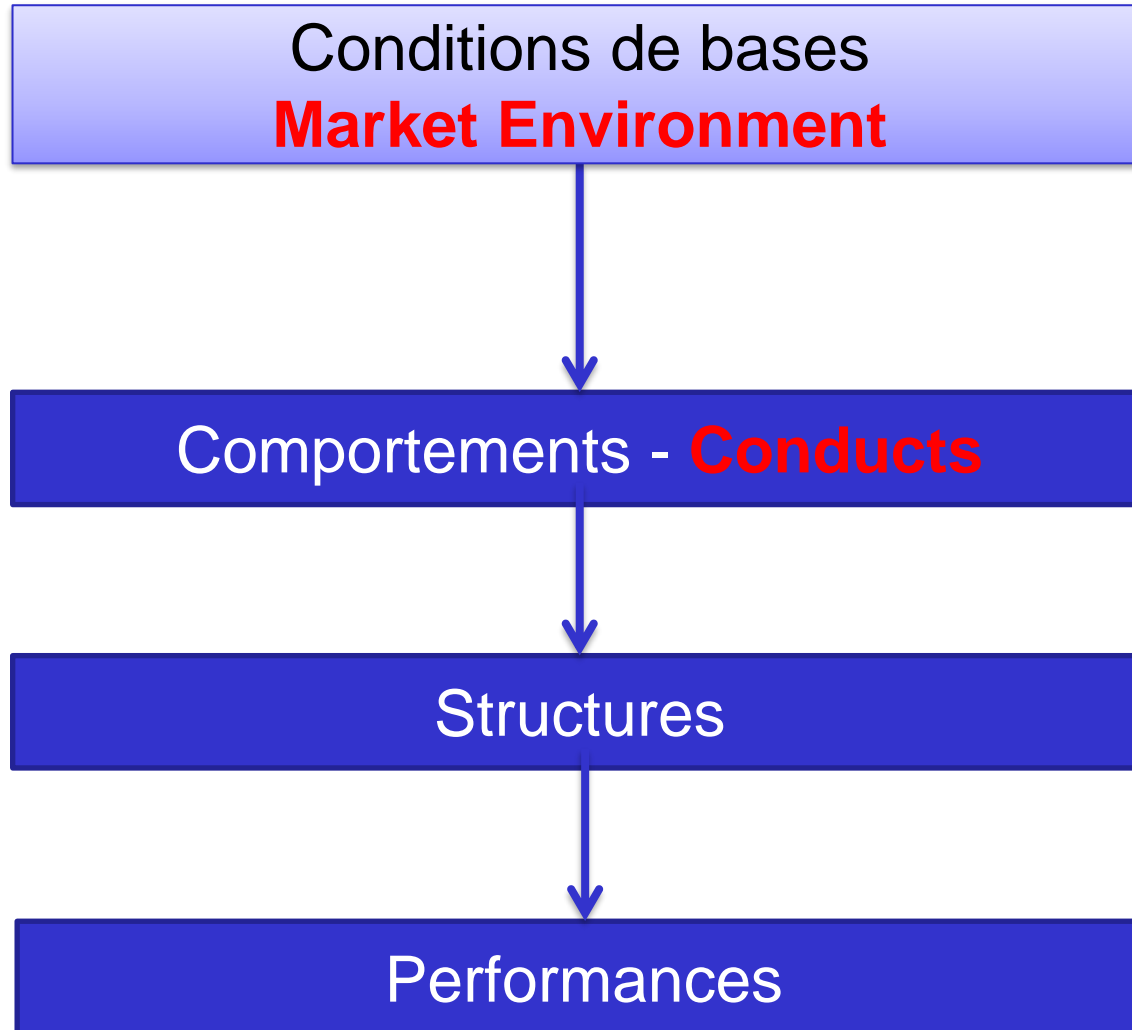 Conditions de bases
Market Environment
Comportements - Conducts
Structures
Performances